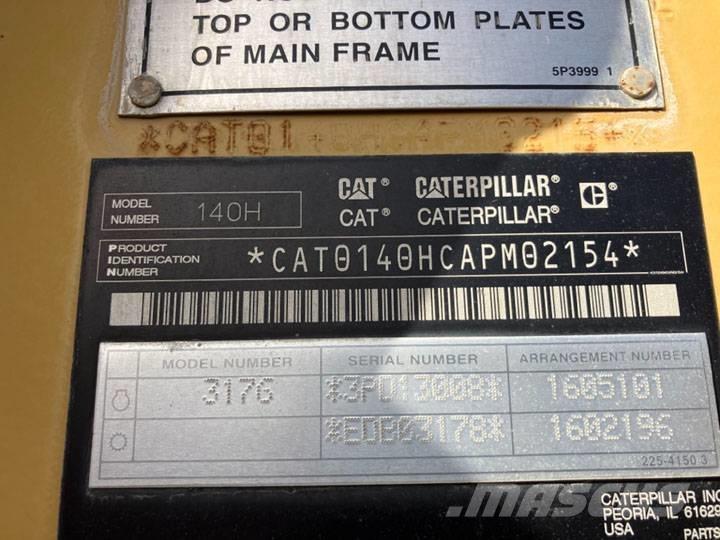 TOP OR BOTTOM PLATES
OF MAIN FRAME
5P3999 1
*CAT01
MODEL NUMBER 140H
CAT® CATERPILLAR®
CAT® CATERPILLAR®
PRODUCT IDENTIFICATION NUMBER *CAT0140HCAPM02154*
MODEL NUMBER SERIAL NUMBER ARRANGEMENT NUMBER
3176 *3PD13008* 1605101
*EDB03178* 1602196
225-4150 3
CATERPILLAR INC
PEORIA, IL 61629
USA PARTS
MASCUS